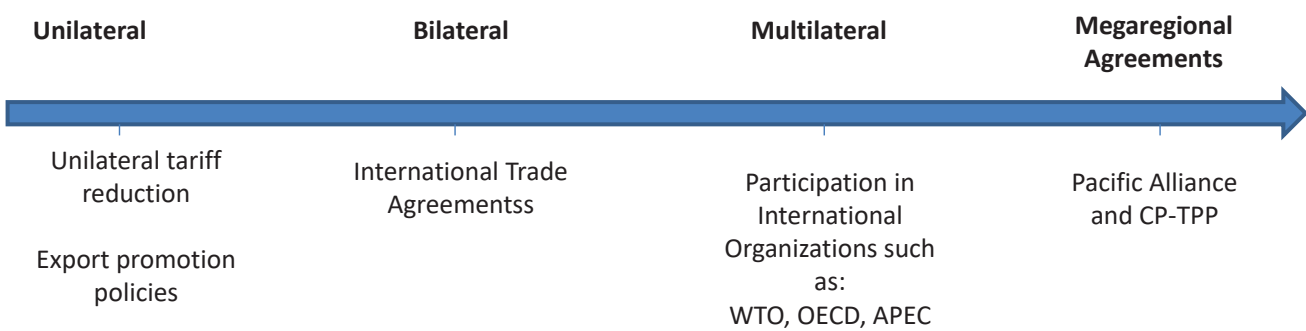 Unilateral
Bilateral
Multilateral
Megaregional
Agreements
Unilateral tariff
reduction
Export promotion
policies
International Trade
Agreementss
Participation in
International
Organizations such
as:
WTO, OECD, APEC
Pacific Alliance
and CP-TPP